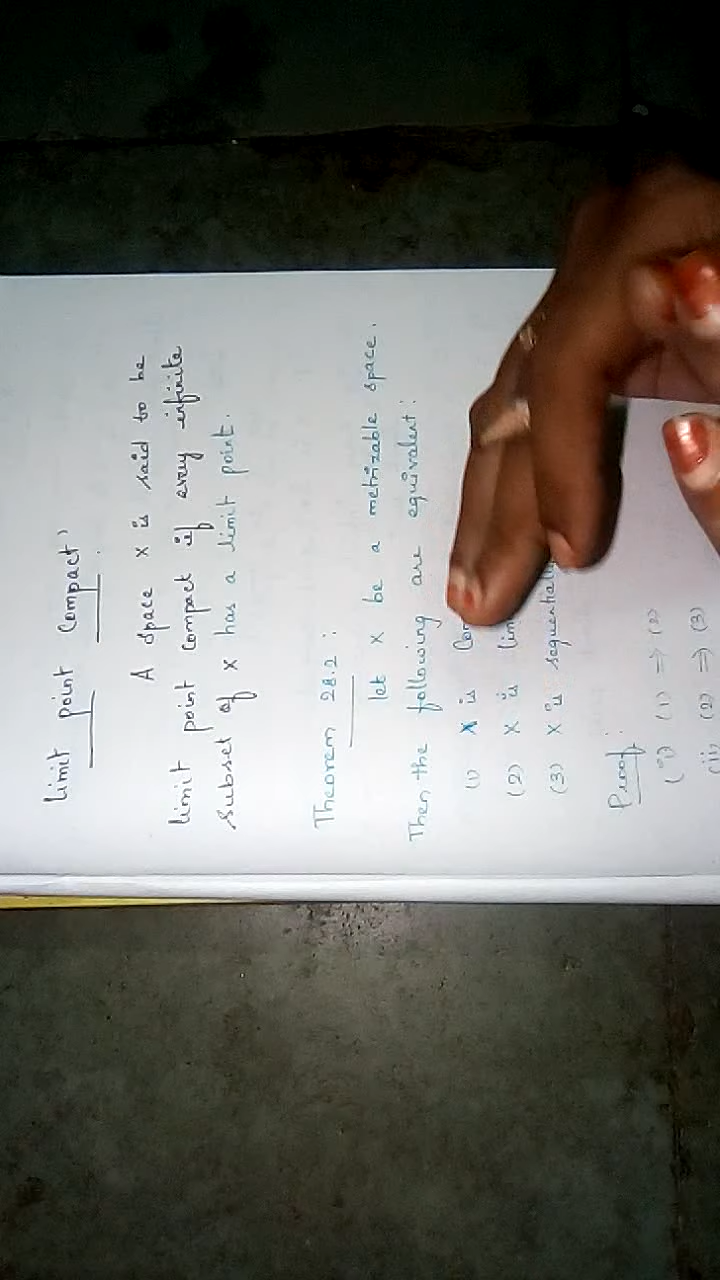 Limit point Compact'
A space X is said to be
limit point compact if every infinite
subset of X has a limit point.
Theorem 28.2 :
Let X be a metrizable space.
Then the following are equivalent:
(1) X is
(2) X is
(3) X is
Proof:
(i) (1) ⇒ (2)
(ii) (2) ⇒ (3)